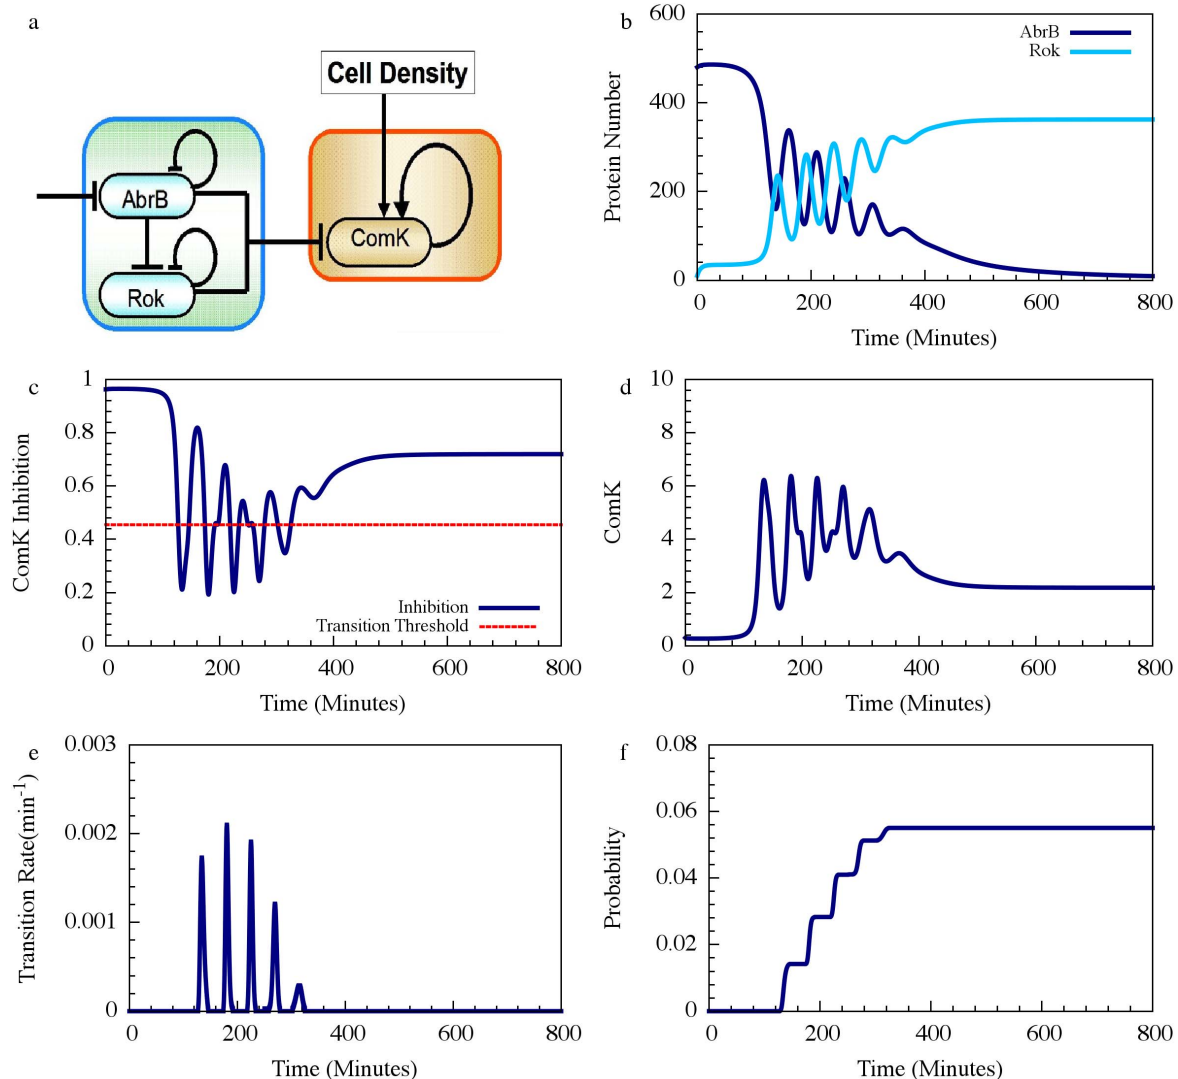 a
Cell Density
AbrB
Rok
ComK
b
600
400
200
0
Protein Number
AbrB
Rok
0 200 400 600 800
Time (Minutes)
c
1
0.8
0.6
0.4
0.2
0
ComK Inhibition
Inhibition
Transition Threshold
0 200 400 600 800
Time (Minutes)
d
10
8
6
4
2
0
ComK
0 200 400 600 800
Time (Minutes)
e
0.003
0.002
0.001
0
Transition Rate(min⁻¹)
0 200 400 600 800
Time (Minutes)
f
0.08
0.06
0.04
0.02
0
Probability
0 200 400 600 800
Time (Minutes)